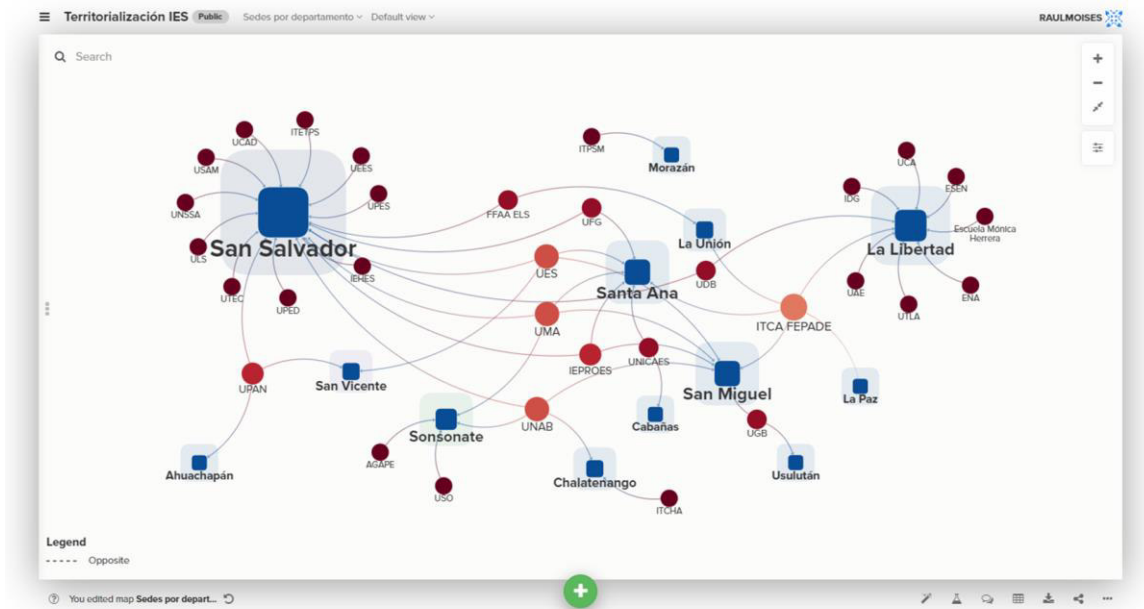 Territorialización IES Public Sedes por departamento Default view RAULMOISES
Search
ITETPS
UCAD
USAM
UEES
UPES
UNSSA
ULS
San Salvador
IEHES
UTEC
UPED
UPAN
San Vicente
Ahuachapán
AGAPE
USO
Sonsonate
ITPSM
Morazán
FFAA ELS
UFG
La Unión
UES
Santa Ana
UDB
UMA
IEPROES
UNICAES
San Miguel
UNAB
Cabañas
UGB
Usulután
Chalatenango
ITCHA
UCA
ESEN
IDG
Escuela Mónica
Herrera
La Libertad
UAE
UTLA
ENA
ITCA FEPADE
La Paz
Legend
Opposite
You edited map Sedes por depart...